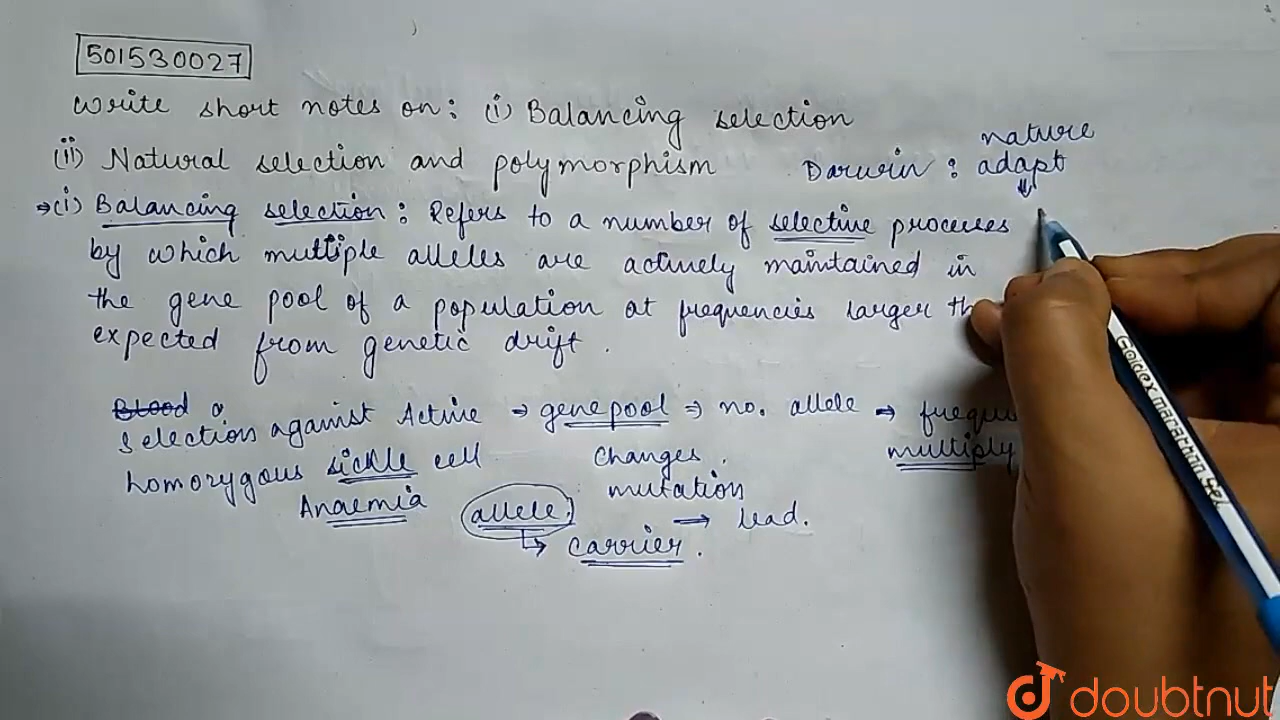 501530027
Write short notes on: (i) Balancing selection
(ii) Natural selection and polymorphism
nature
Darwin : adapt
→(i) Balancing selection: Refers to a number of selective processes
by which multiple alleles are actively maintained in
the gene pool of a population at frequencies larger th
expected from genetic drift.
Blood
Selection against Active → genepool → no. allele → frequ
homozygous sickle cell
changes.
multiply
Anaemia
mutation
allele.
→ lead.
carrier.
Goldex
doubtnut